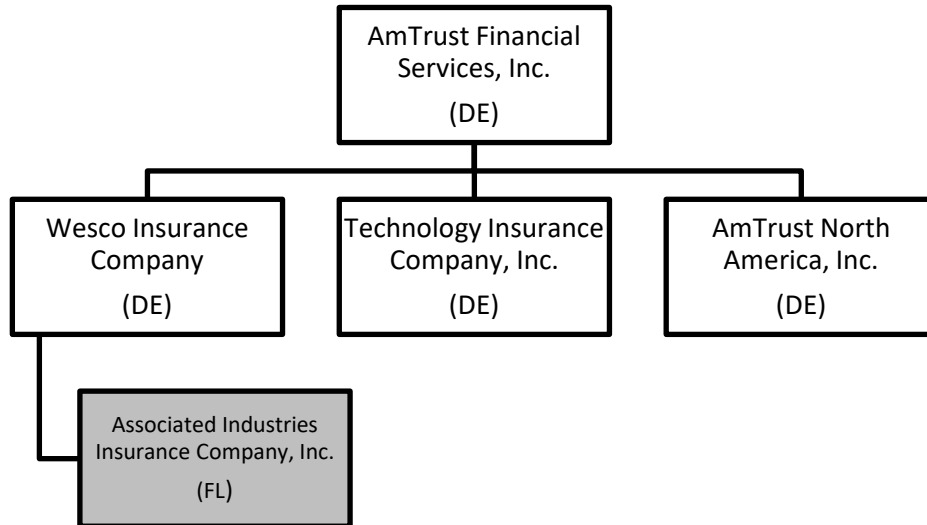 AmTrust Financial
Services, Inc.
(DE)
Wesco Insurance
Company
(DE)
Technology Insurance
Company, Inc.
(DE)
AmTrust North
America, Inc.
(DE)
Associated Industries
Insurance Company, Inc.
(FL)